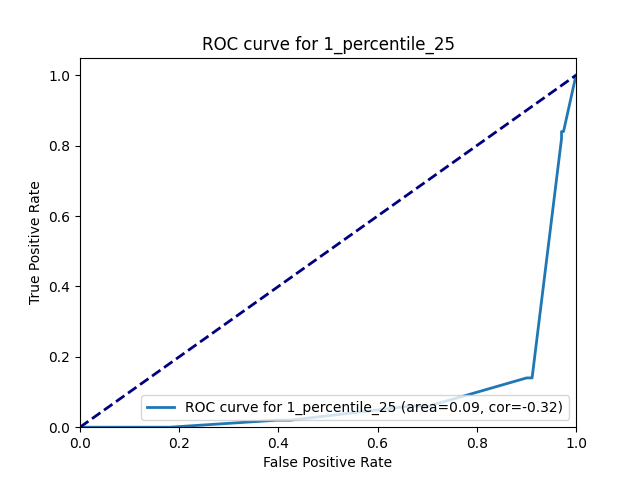 ROC curve for 1_percentile_25
True Positive Rate
1.0
0.8
0.6
0.4
0.2
0.0
ROC curve for 1_percentile_25 (area=0.09, cor=-0.32)
0.0 0.2 0.4 0.6 0.8 1.0
False Positive Rate